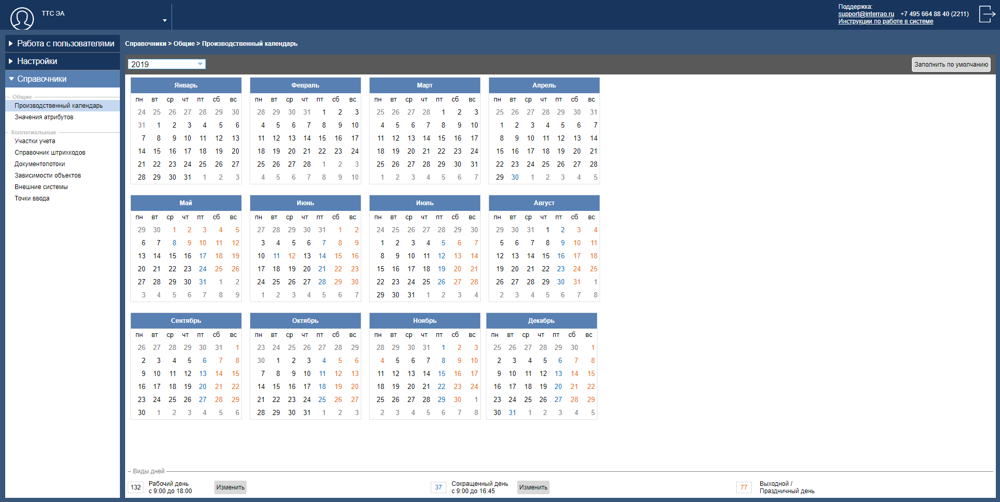 ТТС ЭА
Поддержка:
support@interrao.ru +7 495 664 88 40 (2211)
Инструкции по работе в системе
Работа с пользователями
Настройки
Справочники
Общие
Производственный календарь
Значения атрибутов
Коллегиальные
Участки учета
Справочник штрихкодов
Документопотоки
Зависимости объектов
Внешние системы
Точки ввода
Справочники > Общие > Производственный календарь
2019
Заполнить по умолчанию
Январь Февраль Март Апрель
пн вт ср чт пт сб вс пн вт ср чт пт сб вс пн вт ср чт пт сб вс пн вт ср чт пт сб вс
24 25 26 27 28 29 30 28 29 30 31 1 2 3 25 26 27 28 1 2 3 25 26 27 28 29 30 31
31 1 2 3 4 5 6 4 5 6 7 8 9 10 4 5 6 7 8 9 10 1 2 3 4 5 6 7
7 8 9 10 11 12 13 11 12 13 14 15 16 17 11 12 13 14 15 16 17 8 9 10 11 12 13 14
14 15 16 17 18 19 20 18 19 20 21 22 23 24 18 19 20 21 22 23 24 15 16 17 18 19 20 21
21 22 23 24 25 26 27 25 26 27 28 1 2 3 25 26 27 28 29 30 31 22 23 24 25 26 27 28
28 29 30 31 1 2 3 4 5 6 7 8 9 10 1 2 3 4 5 6 7 29 30 1 2 3 4 5
Май Июнь Июль Август
пн вт ср чт пт сб вс пн вт ср чт пт сб вс пн вт ср чт пт сб вс пн вт ср чт пт сб вс
29 30 1 2 3 4 5 27 28 29 30 31 1 2 24 25 26 27 28 29 30 29 30 31 1 2 3 4
6 7 8 9 10 11 12 3 4 5 6 7 8 9 1 2 3 4 5 6 7 5 6 7 8 9 10 11
13 14 15 16 17 18 19 10 11 12 13 14 15 16 8 9 10 11 12 13 14 12 13 14 15 16 17 18
20 21 22 23 24 25 26 17 18 19 20 21 22 23 15 16 17 18 19 20 21 19 20 21 22 23 24 25
27 28 29 30 31 1 2 24 25 26 27 28 29 30 22 23 24 25 26 27 28 26 27 28 29 30 31 1
3 4 5 6 7 8 9 1 2 3 4 5 6 7 29 30 31 1 2 3 4 2 3 4 5 6 7 8
Сентябрь Октябрь Ноябрь Декабрь
пн вт ср чт пт сб вс пн вт ср чт пт сб вс пн вт ср чт пт сб вс пн вт ср чт пт сб вс
26 27 28 29 30 31 1 23 24 25 26 27 28 29 28 29 30 31 1 2 3 25 26 27 28 29 30 1
2 3 4 5 6 7 8 30 1 2 3 4 5 6 4 5 6 7 8 9 10 2 3 4 5 6 7 8
9 10 11 12 13 14 15 7 8 9 10 11 12 13 11 12 13 14 15 16 17 9 10 11 12 13 14 15
16 17 18 19 20 21 22 14 15 16 17 18 19 20 18 19 20 21 22 23 24 16 17 18 19 20 21 22
23 24 25 26 27 28 29 21 22 23 24 25 26 27 25 26 27 28 29 30 1 23 24 25 26 27 28 29
30 1 2 3 4 5 6 28 29 30 31 1 2 3 2 3 4 5 6 7 8 30 31 1 2 3 4 5
Виды дней
132 Рабочий день
с 9:00 до 18:00
Изменить
37 Сокращенный день
с 9:00 до 16:45
Изменить
77 Выходной /
Праздничный день